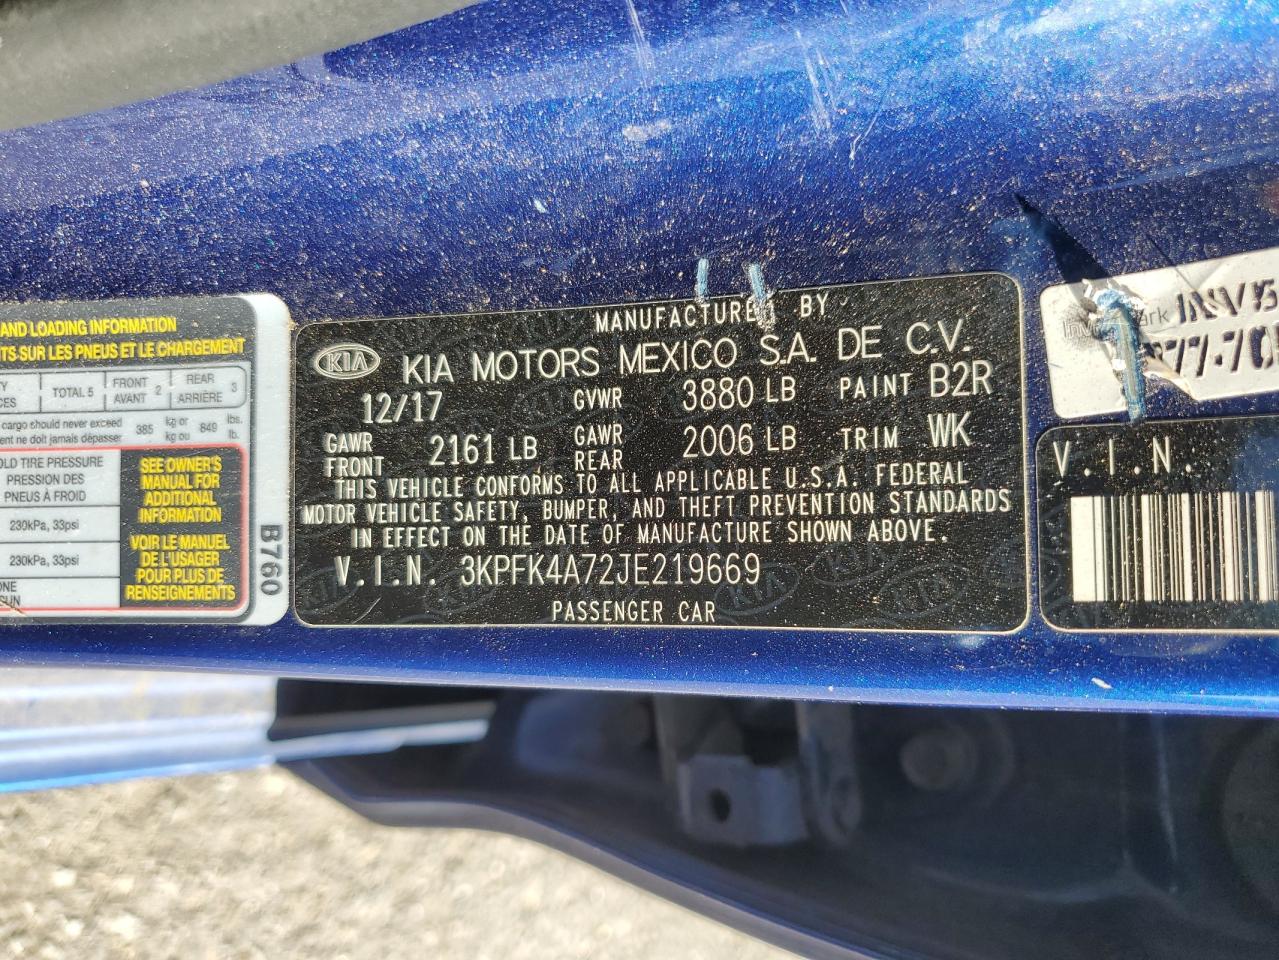 AND LOADING INFORMATION
TS SUR LES PNEUS ET LE CHARGEMENT
TY TOTAL 5 FRONT 2 REAR 3
CES AVANT ARRIÈRE
cargo should never exceed 385 kg or 849 lbs.
ent ne doit jamais dépasser kg ou lb.
OLD TIRE PRESSURE
PRESSION DES
PNEUS À FROID
230kPa, 33psi
230kPa, 33psi
SEE OWNER'S
MANUAL FOR
ADDITIONAL
INFORMATION
VOIR LE MANUEL
DE L'USAGER
POUR PLUS DE
RENSEIGNEMENTS
B760
MANUFACTURED BY
KIA KIA MOTORS MEXICO S.A. DE C.V.
12/17 GVWR 3880 LB PAINT B2R
GAWR FRONT 2161 LB GAWR REAR 2006 LB TRIM WK
THIS VEHICLE CONFORMS TO ALL APPLICABLE U.S.A. FEDERAL
MOTOR VEHICLE SAFETY, BUMPER, AND THEFT PREVENTION STANDARDS
IN EFFECT ON THE DATE OF MANUFACTURE SHOWN ABOVE.
V.I.N. 3KPFK4A72JE219669
PASSENGER CAR
V.I.N.